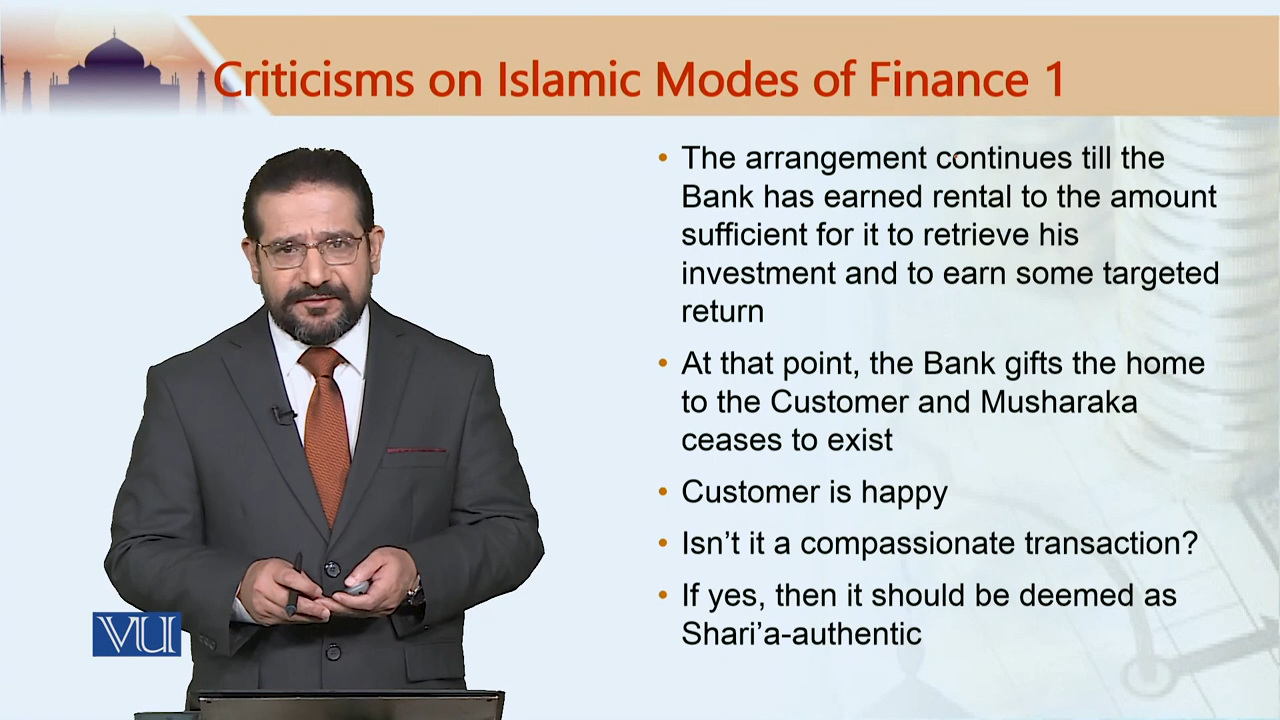 Criticisms on Islamic Modes of Finance 1
• The arrangement continues till the
Bank has earned rental to the amount
sufficient for it to retrieve his
investment and to earn some targeted
return
• At that point, the Bank gifts the home
to the Customer and Musharaka
ceases to exist
• Customer is happy
• Isn't it a compassionate transaction?
• If yes, then it should be deemed as
Shari'a-authentic
VU